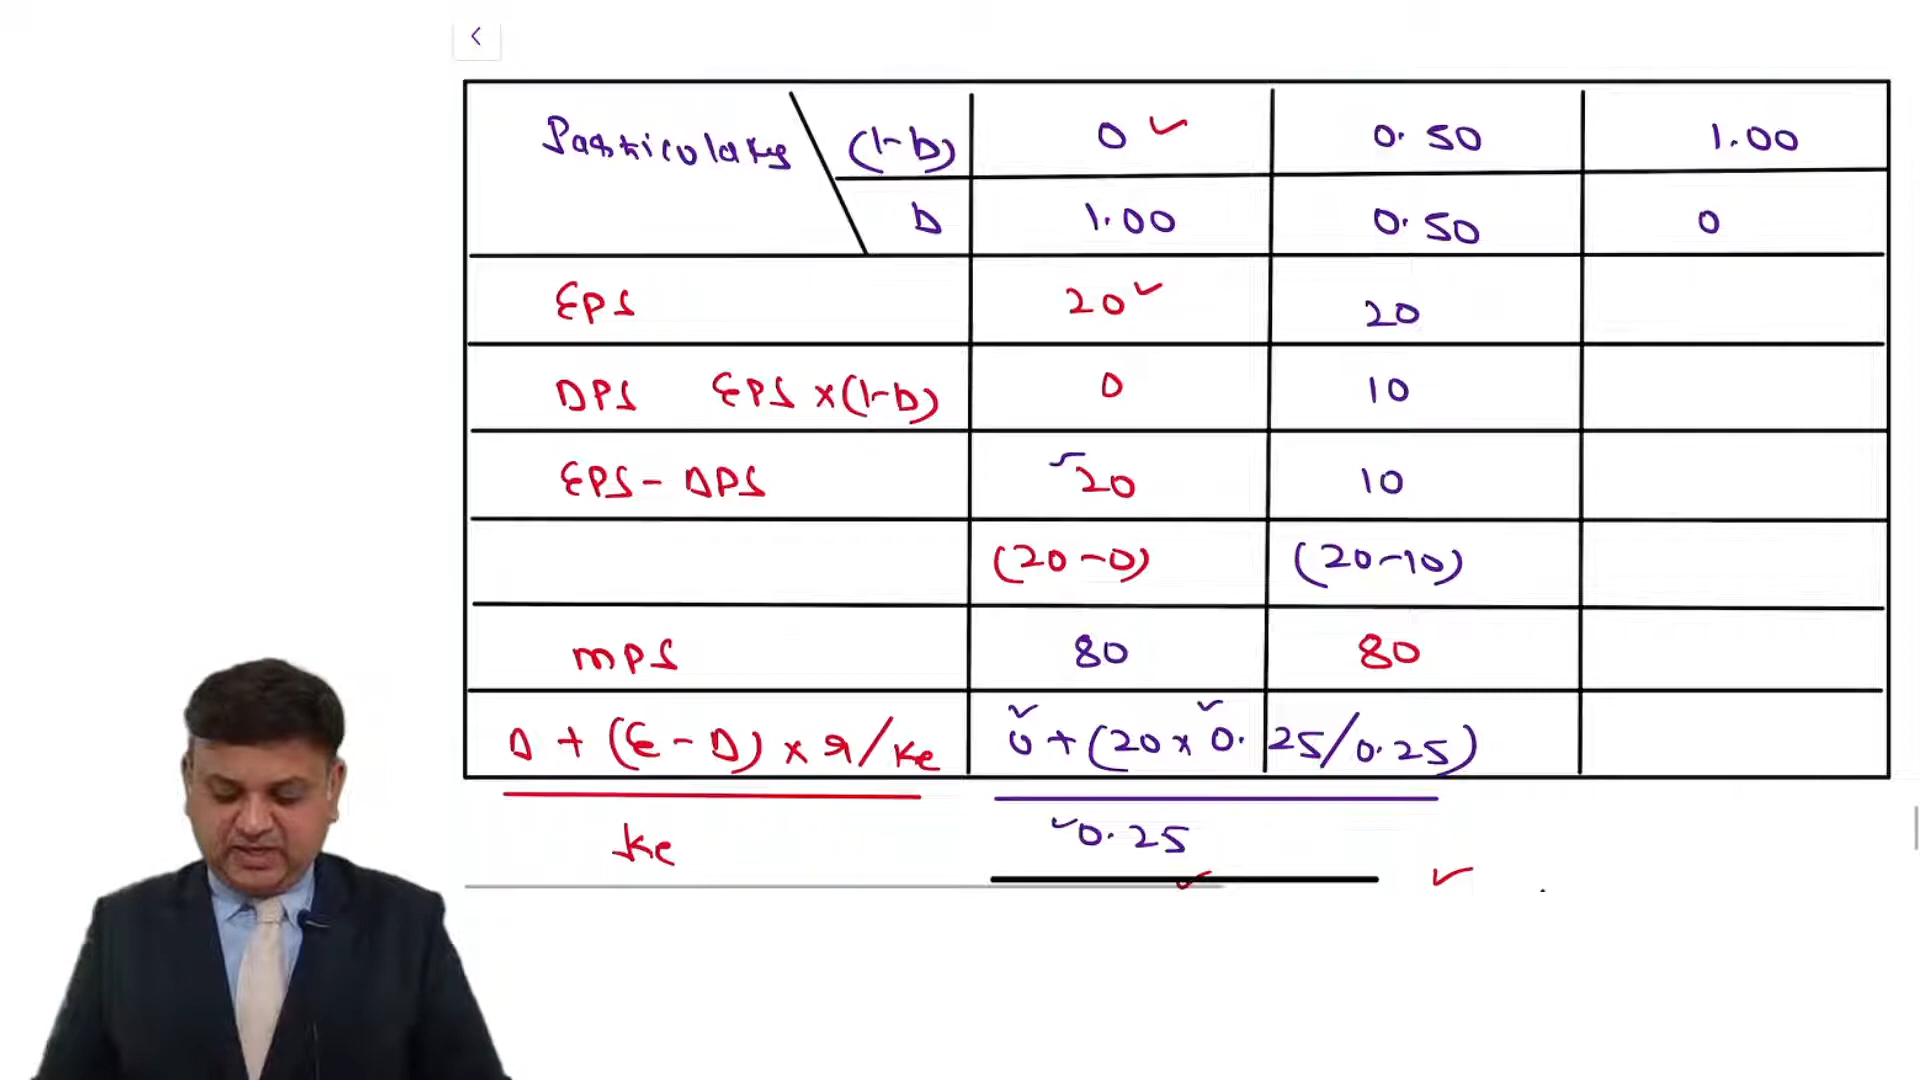 Particulars (1-b) 0 ✓ 0.50 1.00
b 1.00 0.50 0
EPS 20 ✓ 20
DPS EPS x (1-b) 0 10
EPS - DPS 20 10
(20-0) (20-10)
MPS 80 80
D + (E - D) x r/Ke 0 + (20 x 0.25/0.25)
Ke 0.25